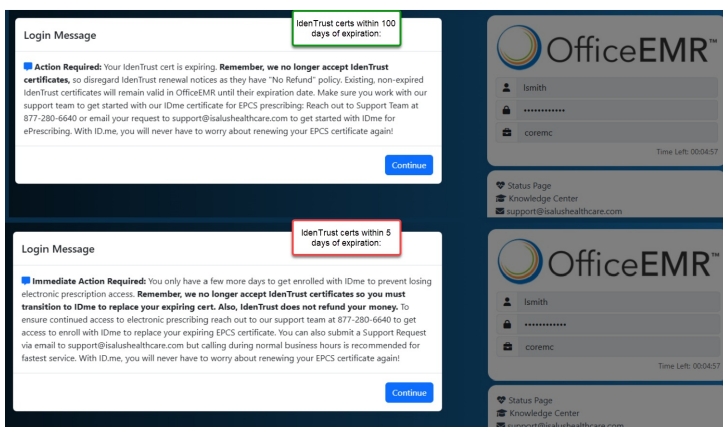 IdenTrust certs within 100
days of expiration:
Login Message
Action Required: Your IdenTrust cert is expiring. Remember, we no longer accept IdenTrust
certificates, so disregard IdenTrust renewal notices as they have "No Refund" policy. Existing, non-expired
IdenTrust certificates will remain valid in OfficeEMR until their expiration date. Make sure you work with our
support team to get started with our IDme certificate for EPCS prescribing: Reach out to Support Team at
877-280-6640 or email your request to support@isalushealthcare.com to get started with IDme for
ePrescribing. With ID.me, you will never have to worry about renewing your EPCS certificate again!
Continue
OfficeEMR™
lsmith
••••••••••••
coremc
Time Left: 00:04:57
Status Page
Knowledge Center
support@isalushealthcare.com
IdenTrust certs within 5
days of expiration:
Login Message
Immediate Action Required: You only have a few more days to get enrolled with IDme to prevent losing
electronic prescription access. Remember, we no longer accept IdenTrust certificates so you must
transition to IDme to replace your expiring cert. Also, IdenTrust does not refund your money. To
ensure continued access to electronic prescribing reach out to our support team at 877-280-6640 to get
access to enroll with IDme to replace your expiring EPCS certificate. You can also submit a Support Request
via email to support@isalushealthcare.com but calling during normal business hours is recommended for
fastest service. With ID.me, you will never have to worry about renewing your EPCS certificate again!
Continue
OfficeEMR™
lsmith
••••••••••••
coremc
Time Left: 00:04:57
Status Page
Knowledge Center
support@isalushealthcare.com